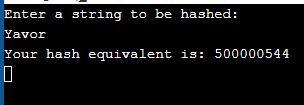 Enter a string to be hashed:
Yavor
Your hash equivalent is: 500000544